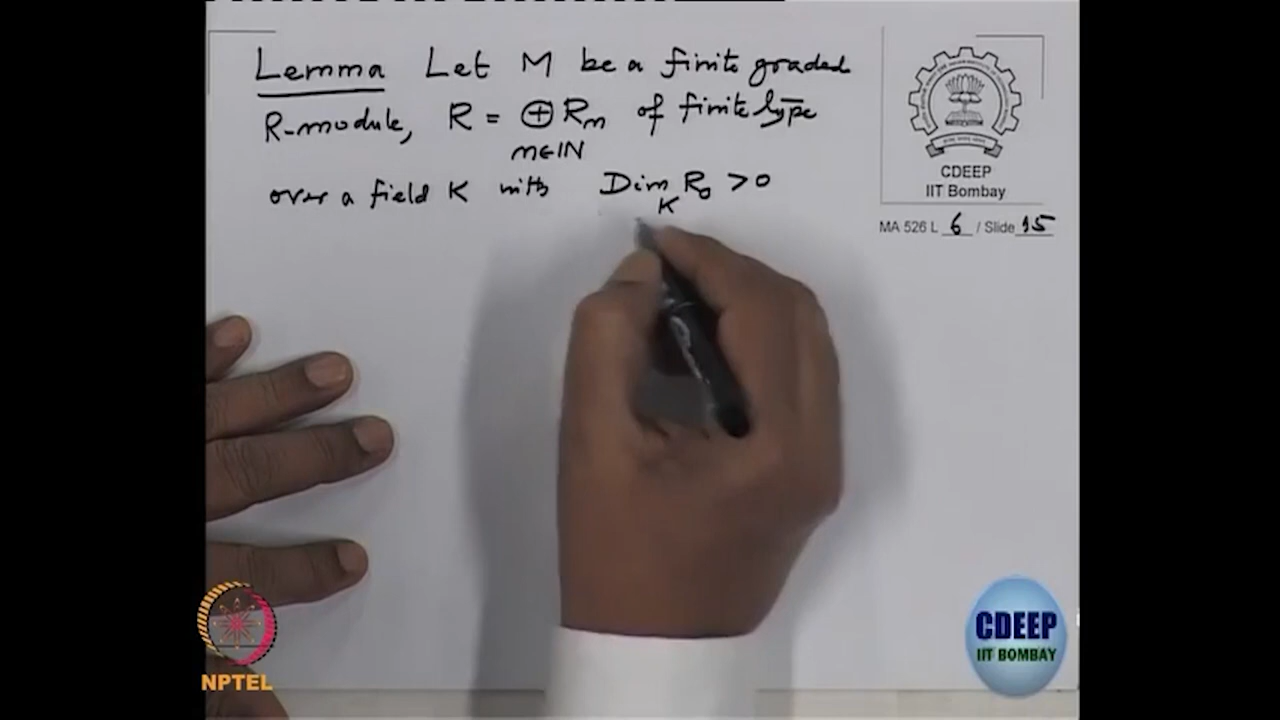 Lemma Let M be a finite graded
R-module, R = ⊕ Rₘ of finite type
m∈ℕ
over a field K with Dim R₀ > 0
K
CDEEP
IIT Bombay
MA 526 L 6 / Slide 15
NPTEL
CDEEP
IIT BOMBAY